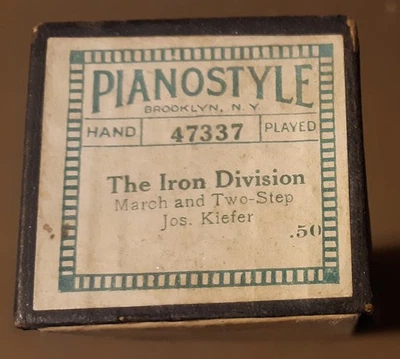 PIANOSTYLE
BROOKLYN, N.Y.
HAND 47337 PLAYED
The Iron Division
March and Two-Step
Jos. Kiefer
.50